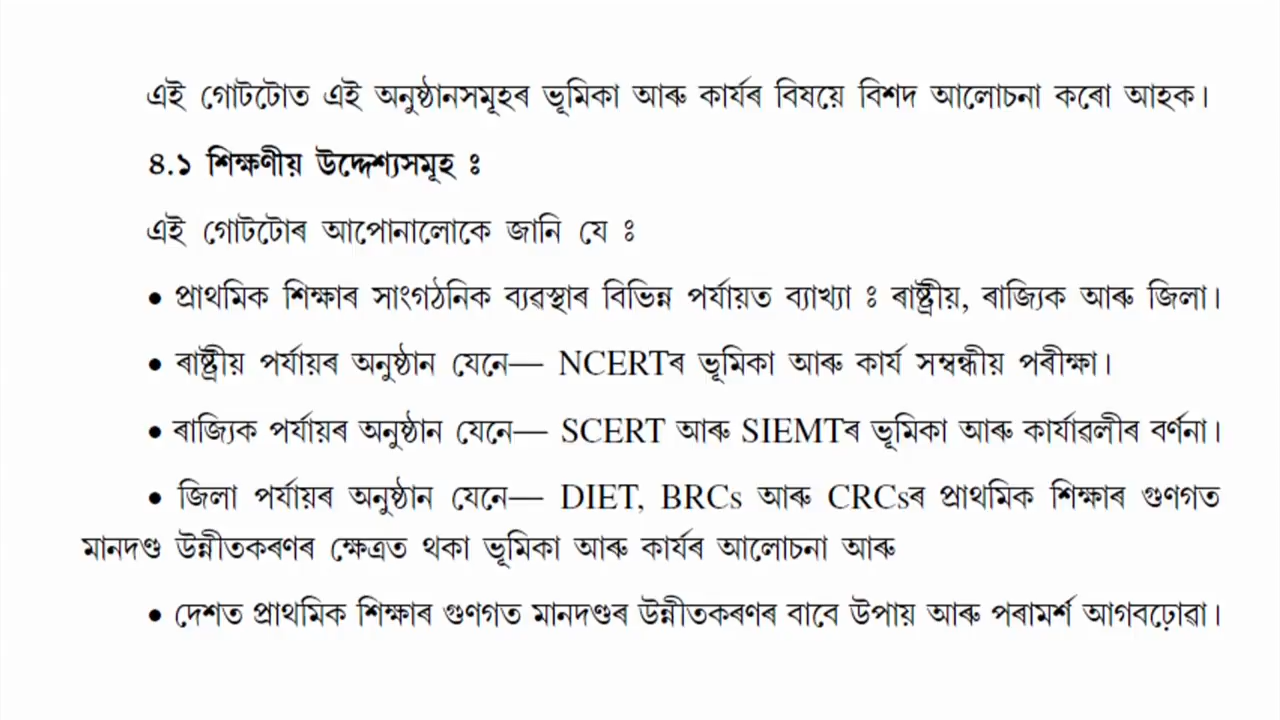 এই গোটটোত এই অনুষ্ঠানসমূহৰ ভূমিকা আৰু কাৰ্যৰ বিষয়ে বিশদ আলোচনা কৰো আহক।
৪.১ শিক্ষণীয় উদ্দেশ্যসমূহ ঃ
এই গোটটোৰ আপোনালোকে জানি যে ঃ
• প্ৰাথমিক শিক্ষাৰ সাংগঠনিক ব্যৱস্থাৰ বিভিন্ন পৰ্যায়ত ব্যাখ্যা ঃ ৰাষ্ট্ৰীয়, ৰাজ্যিক আৰু জিলা।
• ৰাষ্ট্ৰীয় পৰ্যায়ৰ অনুষ্ঠান যেনে— NCERTৰ ভূমিকা আৰু কাৰ্য সম্বন্ধীয় পৰীক্ষা।
• ৰাজ্যিক পৰ্যায়ৰ অনুষ্ঠান যেনে— SCERT আৰু SIEMTৰ ভূমিকা আৰু কাৰ্যাৱলীৰ বৰ্ণনা।
• জিলা পৰ্যায়ৰ অনুষ্ঠান যেনে— DIET, BRCs আৰু CRCsৰ প্ৰাথমিক শিক্ষাৰ গুণগত
মানদণ্ড উন্নীতকৰণৰ ক্ষেত্ৰত থকা ভূমিকা আৰু কাৰ্যৰ আলোচনা আৰু
• দেশত প্ৰাথমিক শিক্ষাৰ গুণগত মানদণ্ডৰ উন্নীতকৰণৰ বাবে উপায় আৰু পৰামৰ্শ আগবঢ়োৱা।